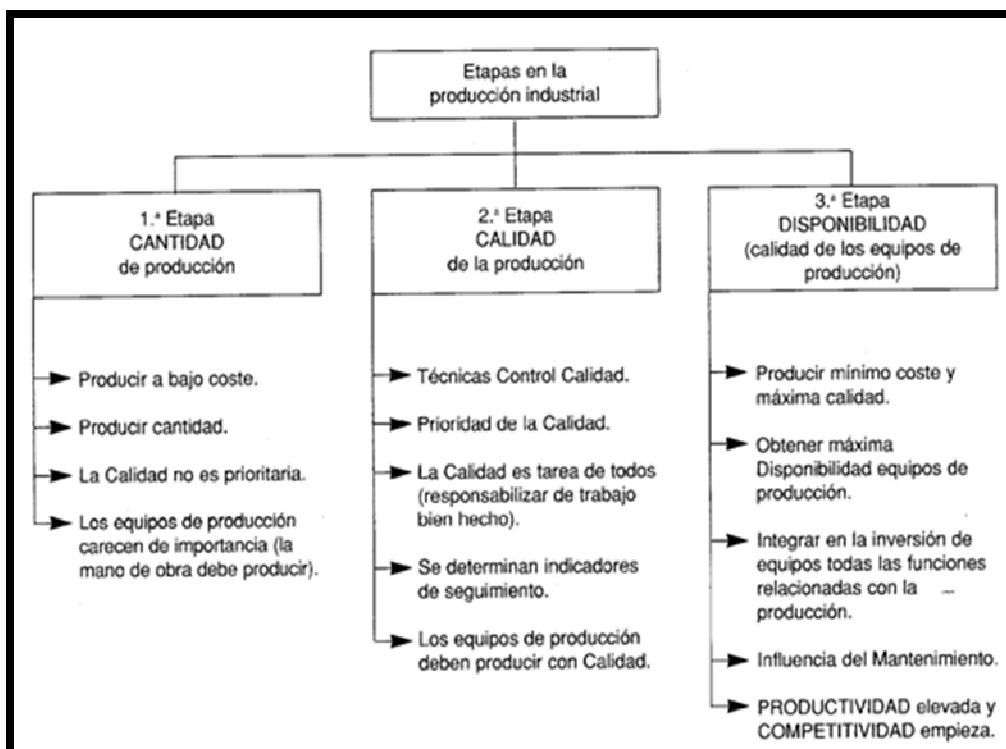 Etapas en la
producción industrial
1.ª Etapa
CANTIDAD
de producción
Producir a bajo coste.
Producir cantidad.
La Calidad no es prioritaria.
Los equipos de producción
carecen de importancia (la
mano de obra debe producir).
2.ª Etapa
CALIDAD
de la producción
Técnicas Control Calidad.
Prioridad de la Calidad.
La Calidad es tarea de todos
(responsabilizar de trabajo
bien hecho).
Se determinan indicadores
de seguimiento.
Los equipos de producción
deben producir con Calidad.
3.ª Etapa
DISPONIBILIDAD
(calidad de los equipos de
producción)
Producir mínimo coste y
máxima calidad.
Obtener máxima
Disponibilidad equipos de
producción.
Integrar en la inversión de
equipos todas las funciones
relacionadas con la
producción.
Influencia del Mantenimiento.
PRODUCTIVIDAD elevada y
COMPETITIVIDAD empieza.